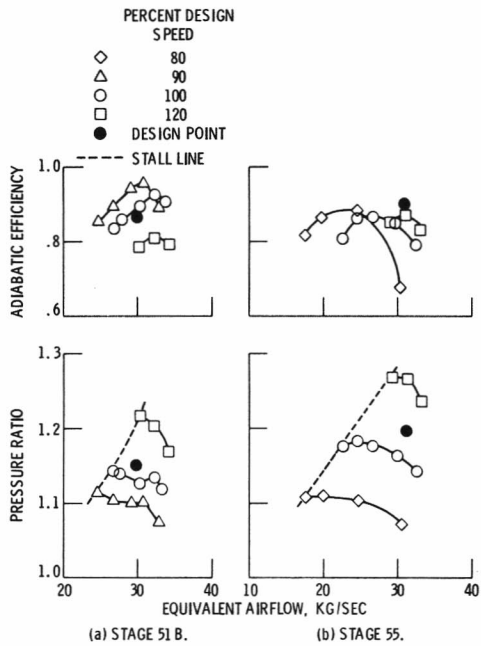 PERCENT DESIGN
SPEED
80
90
100
120
DESIGN POINT
STALL LINE
ADIABATIC EFFICIENCY
1.0
.8
.6
PRESSURE RATIO
1.3
1.2
1.1
1.0
20 30 40 10 20 30 40
EQUIVALENT AIRFLOW, KG/SEC
(a) STAGE 51 B. (b) STAGE 55.